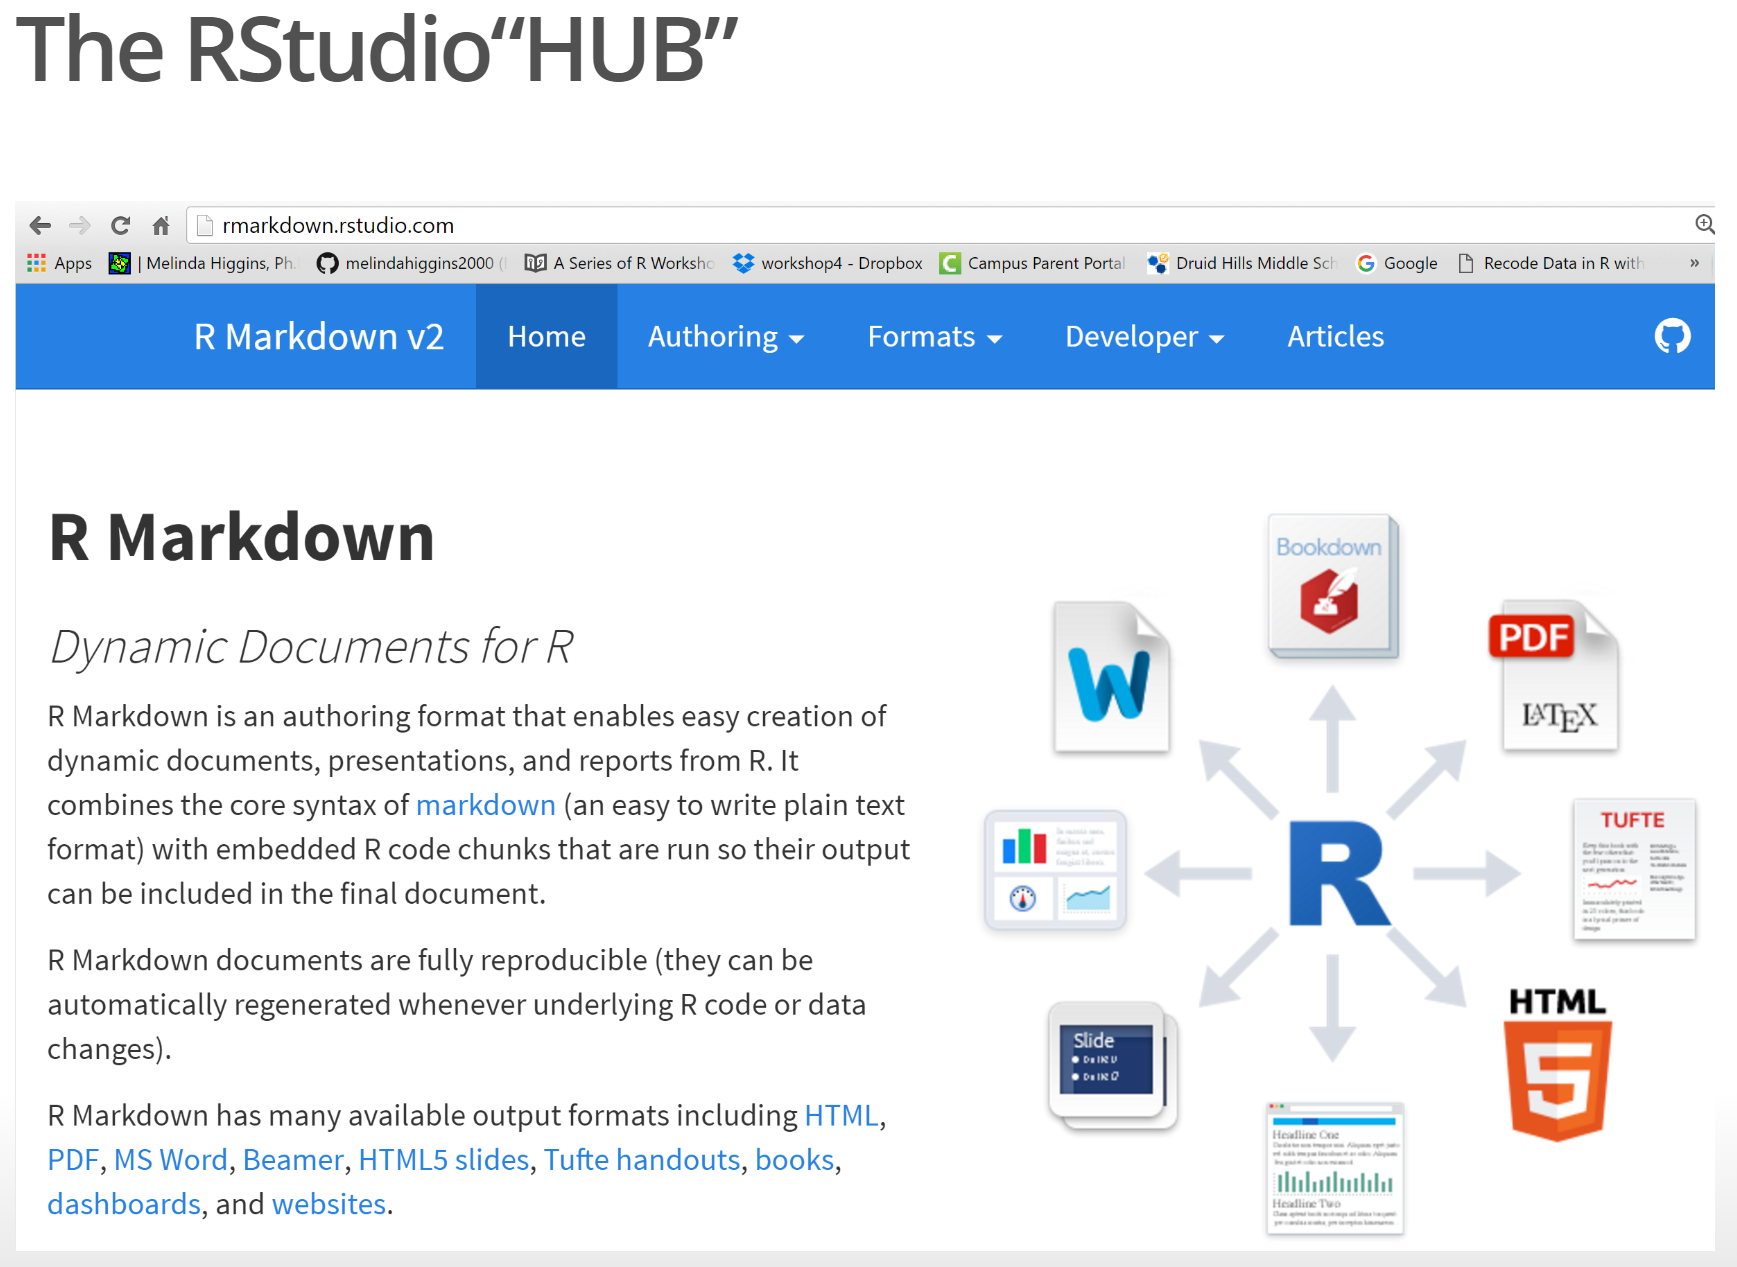 The RStudio“HUB”
rmarkdown.rstudio.com
Apps | Melinda Higgins, Ph. melindahiggins2000 ( A Series of R Worksho workshop4 - Dropbox Campus Parent Portal Druid Hills Middle Sch Google Recode Data in R with »
R Markdown v2 Home Authoring Formats Developer Articles
R Markdown
Dynamic Documents for R
R Markdown is an authoring format that enables easy creation of
dynamic documents, presentations, and reports from R. It
combines the core syntax of markdown (an easy to write plain text
format) with embedded R code chunks that are run so their output
can be included in the final document.
R Markdown documents are fully reproducible (they can be
automatically regenerated whenever underlying R code or data
changes).
R Markdown has many available output formats including HTML,
PDF, MS Word, Beamer, HTML5 slides, Tufte handouts, books,
dashboards, and websites.
Bookdown
W
PDF
LATEX
TUFTE
R
HTML
5
Slide
Headline One
Headline Two